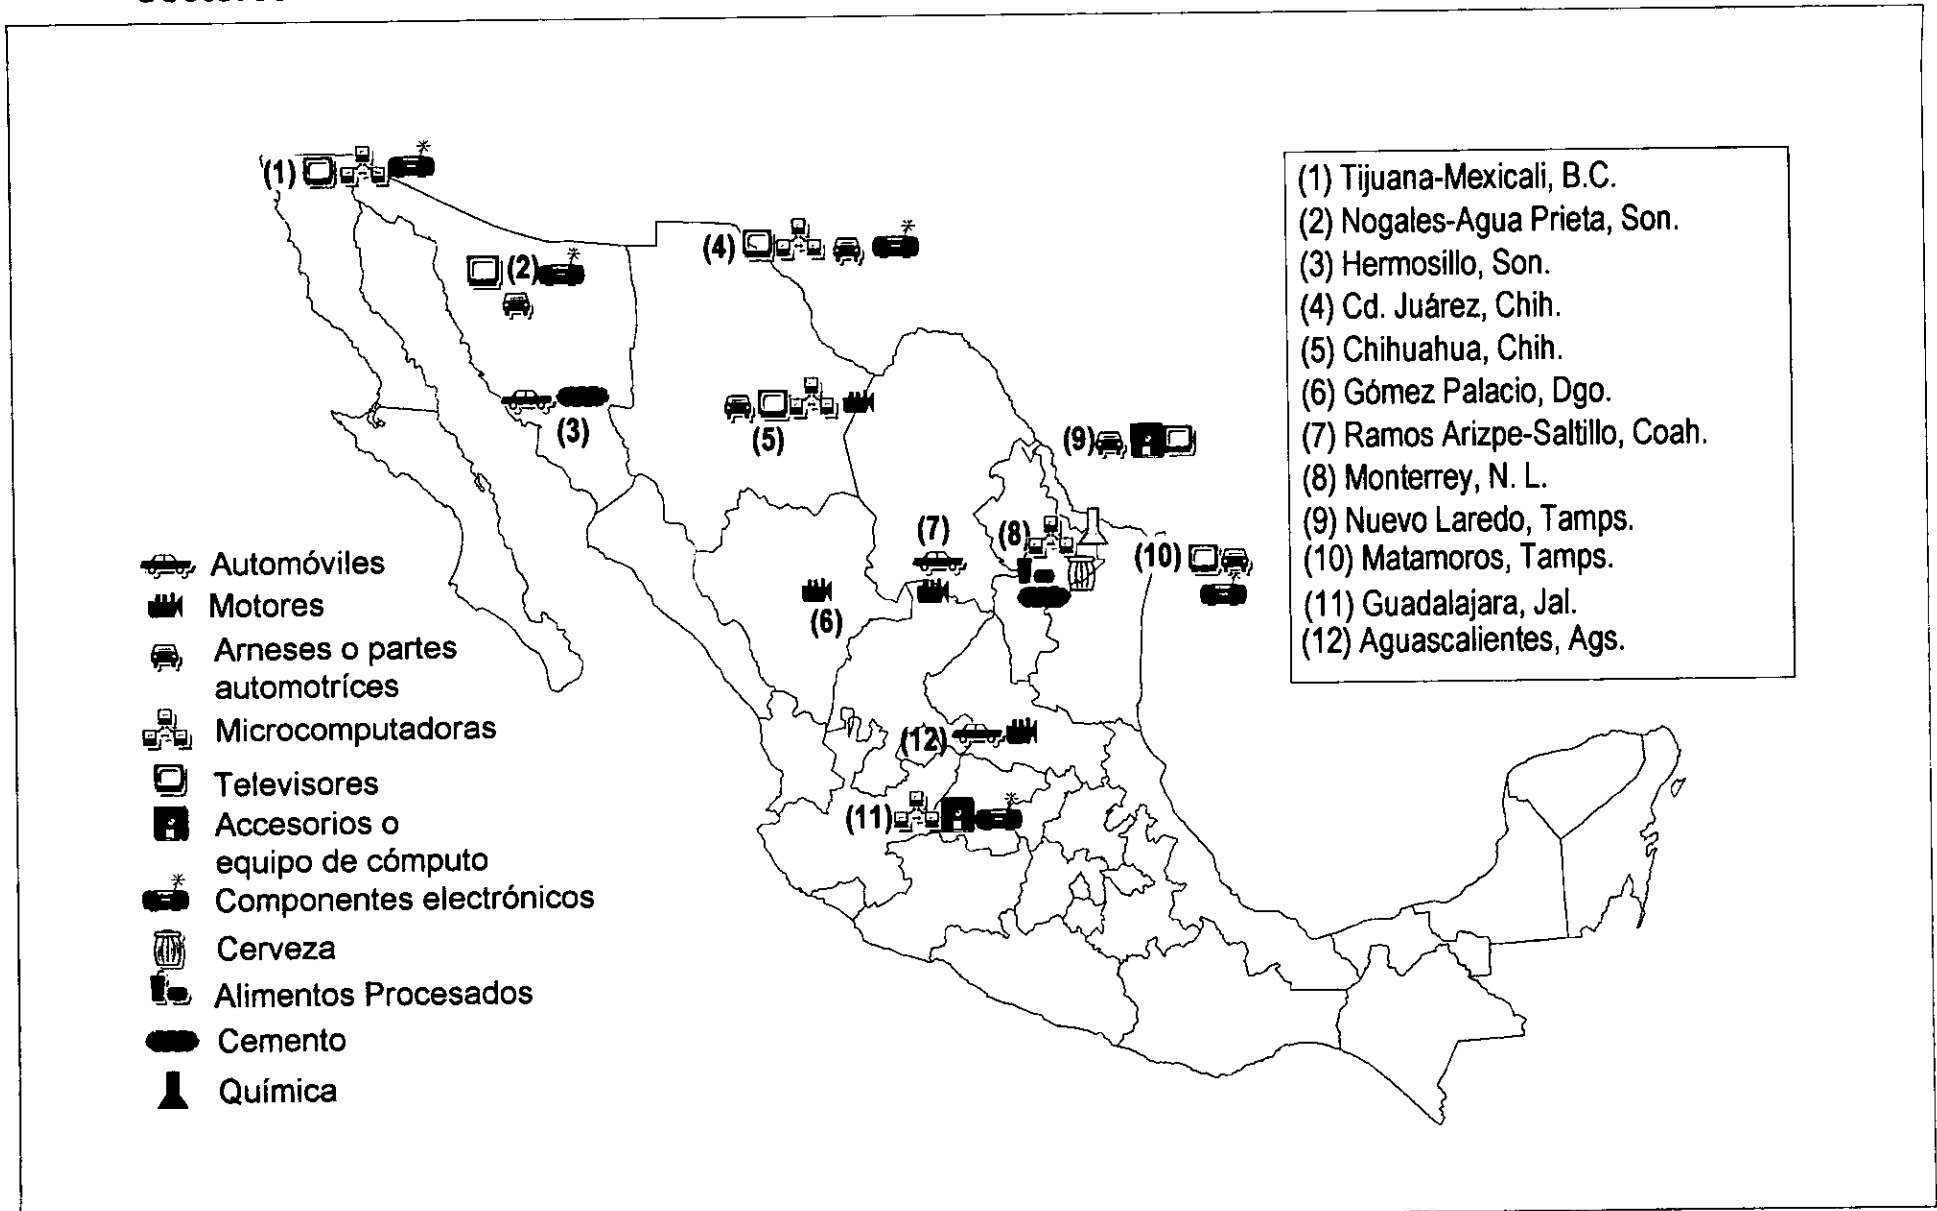 (1)
(4)
(2)
(3)
(5)
(9)
(7)
(8)
(10)
(6)
(12)
(11)
(1) Tijuana-Mexicali, B.C.
(2) Nogales-Agua Prieta, Son.
(3) Hermosillo, Son.
(4) Cd. Juárez, Chih.
(5) Chihuahua, Chih.
(6) Gómez Palacio, Dgo.
(7) Ramos Arizpe-Saltillo, Coah.
(8) Monterrey, N. L.
(9) Nuevo Laredo, Tamps.
(10) Matamoros, Tamps.
(11) Guadalajara, Jal.
(12) Aguascalientes, Ags.
Automóviles
Motores
Arneses o partes
automotríces
Microcomputadoras
Televisores
Accesorios o
equipo de cómputo
Componentes electrónicos
Cerveza
Alimentos Procesados
Cemento
Química